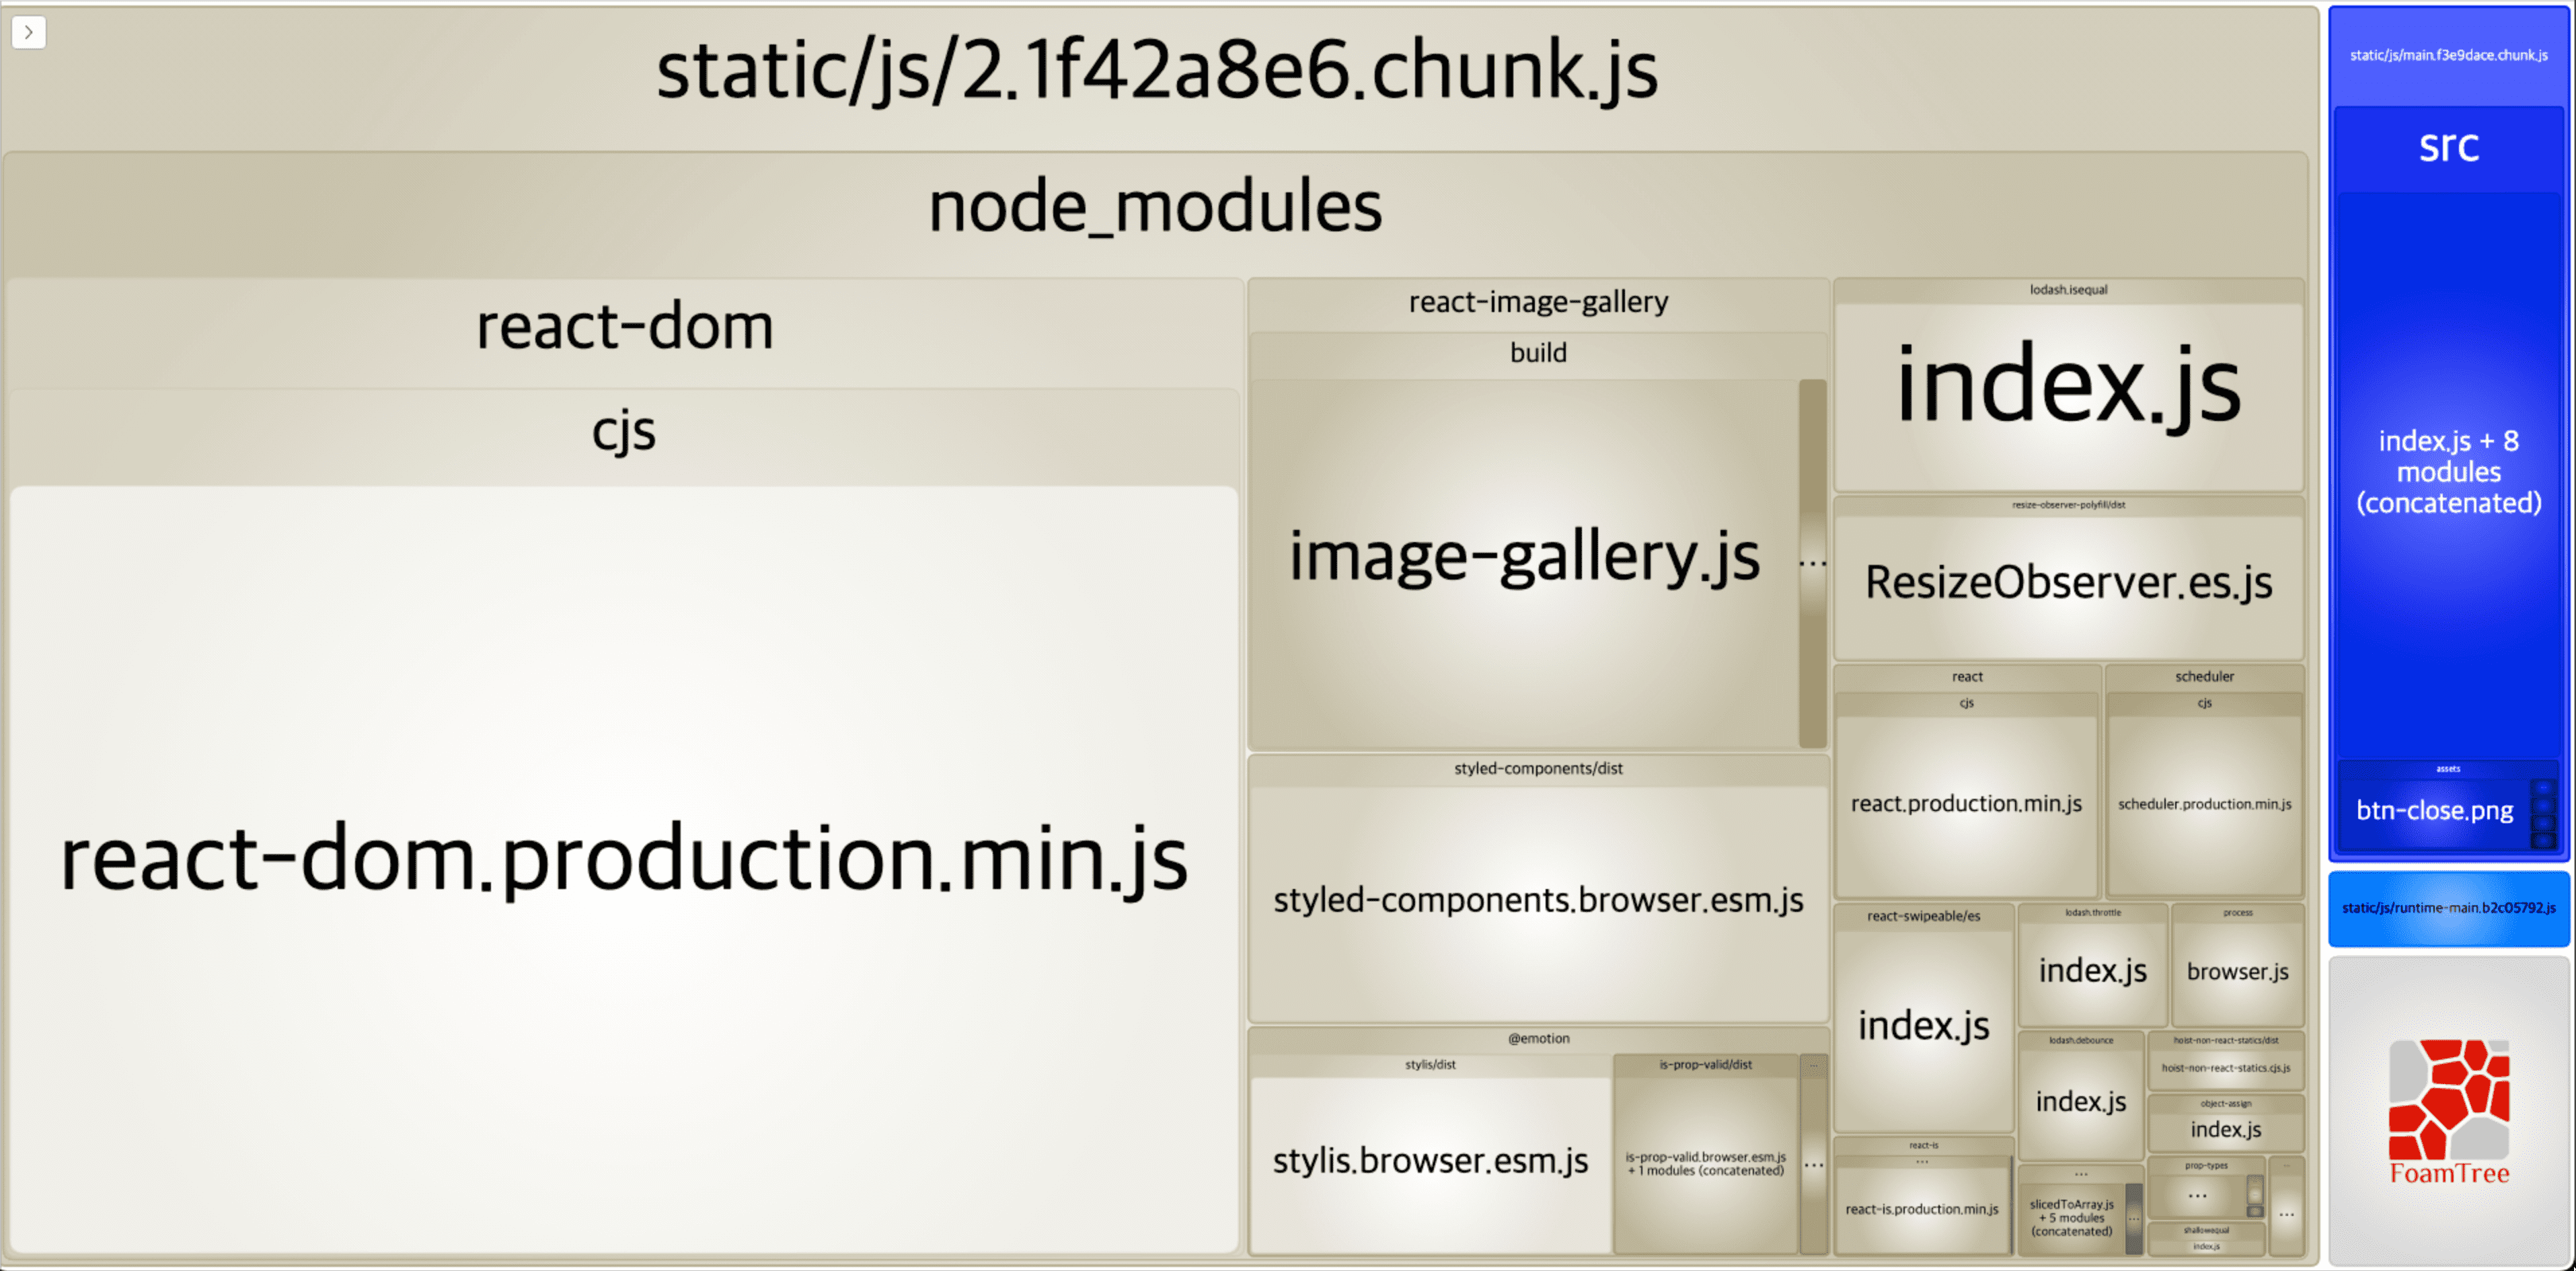 static/js/2.1f42a8e6.chunk.js
node_modules
react-dom
cjs
react-dom.production.min.js
react-image-gallery
build
image-gallery.js
...
styled-components/dist
styled-components.browser.esm.js
@emotion
stylis/dist
stylis.browser.esm.js
is-prop-valid/dist
is-prop-valid.browser.esm.js
+ 1 modules (concatenated)
...
...
lodash.isequal
index.js
resize-observer-polyfill/dist
ResizeObserver.es.js
react
cjs
react.production.min.js
scheduler
cjs
scheduler.production.min.js
react-swipeable/es
index.js
lodash.throttle
index.js
process
browser.js
lodash.debounce
index.js
hoist-non-react-statics/dist
hoist-non-react-statics.cjs.js
object-assign
index.js
react-is
...
react-is.production.min.js
...
slicedToArray.js
+ 5 modules
(concatenated)
...
prop-types
...
shallowequal
index.js
...
...
static/js/main.f3e9dace.chunk.js
src
index.js + 8
modules
(concatenated)
assets
btn-close.png
static/js/runtime-main.b2c05792.js
FoamTree